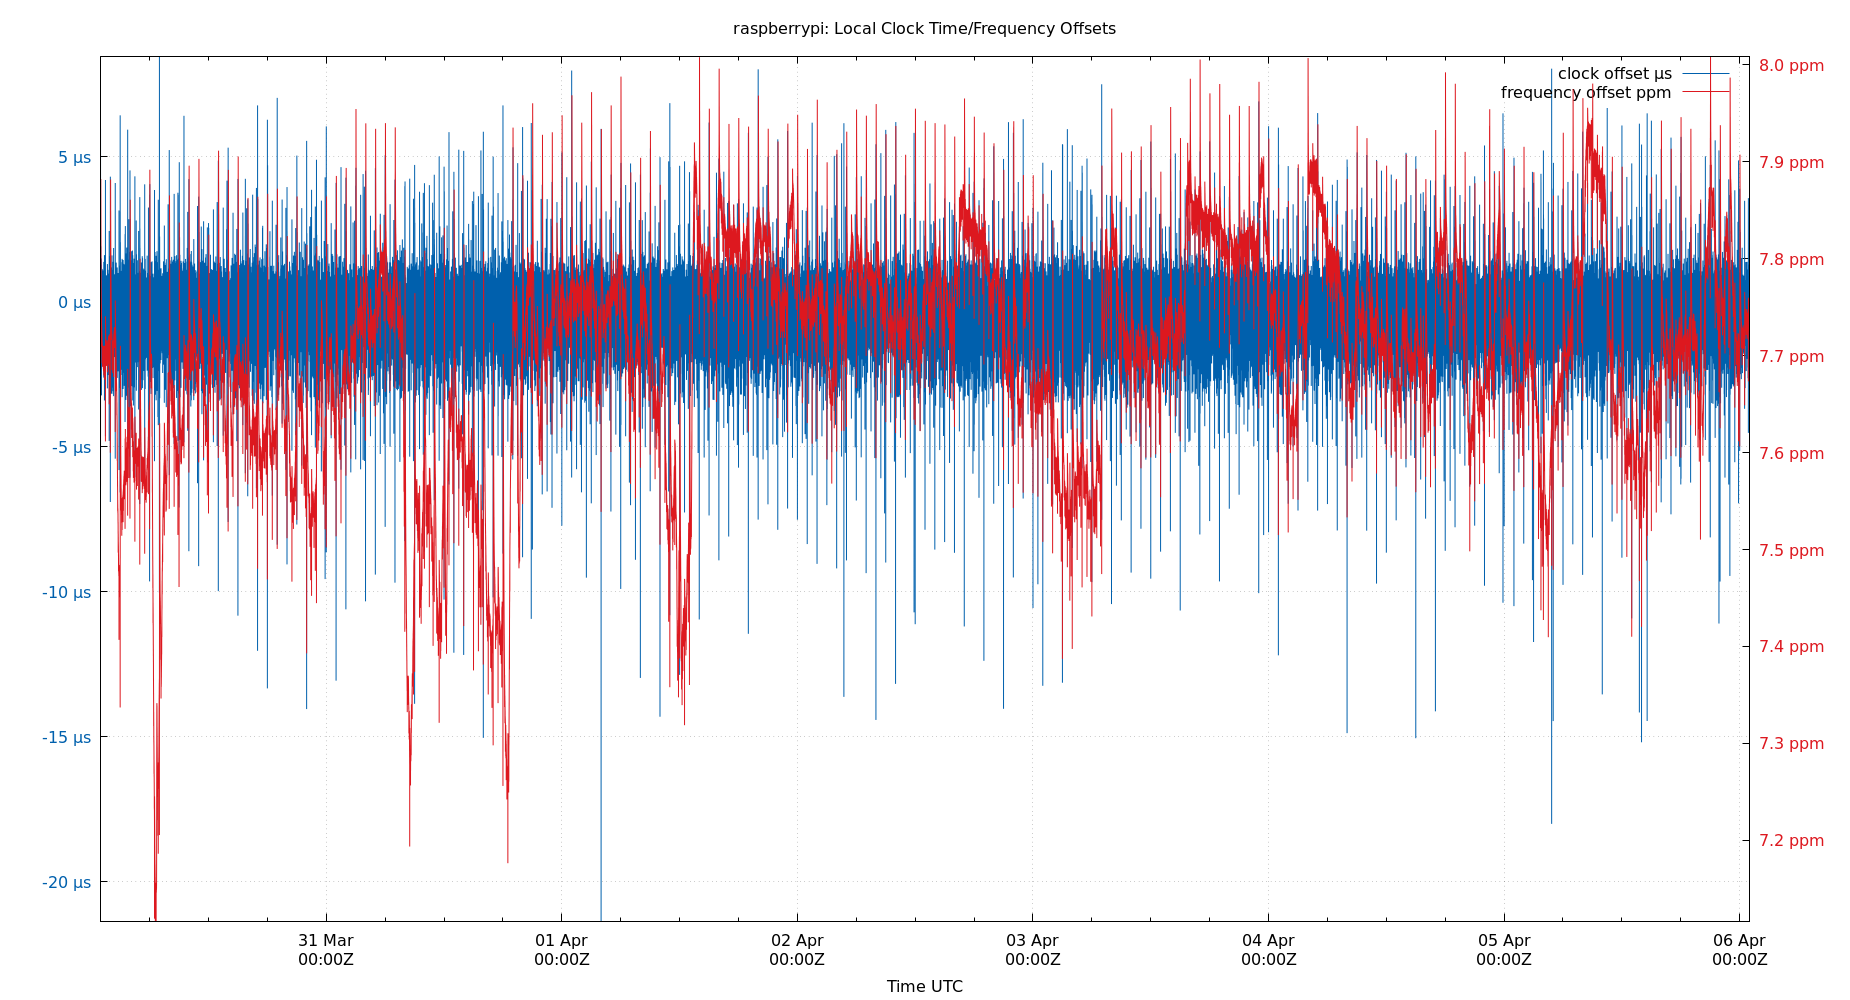 raspberrypi: Local Clock Time/Frequency Offsets
clock offset µs
frequency offset ppm
5 µs
0 µs
-5 µs
-10 µs
-15 µs
-20 µs
8.0 ppm
7.9 ppm
7.8 ppm
7.7 ppm
7.6 ppm
7.5 ppm
7.4 ppm
7.3 ppm
7.2 ppm
31 Mar 01 Apr 02 Apr 03 Apr 04 Apr 05 Apr 06 Apr
00:00Z 00:00Z 00:00Z 00:00Z 00:00Z 00:00Z 00:00Z
Time UTC